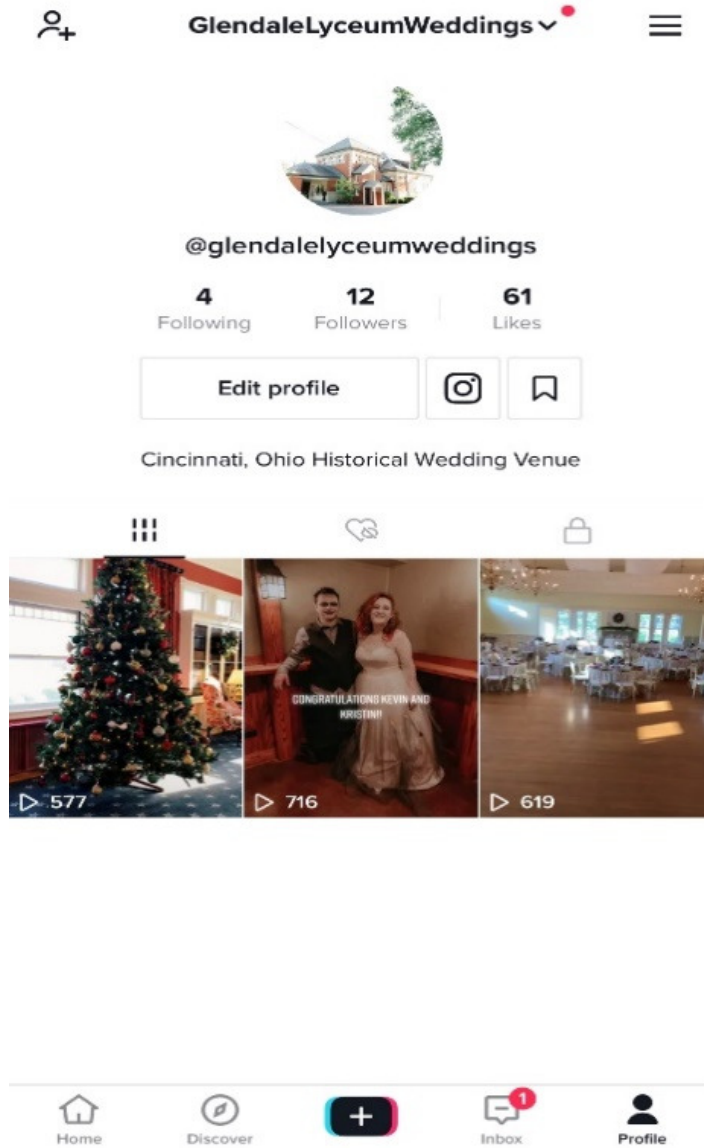 GlendaleLyceumWeddings
@glendalelyceumweddings
4 12 61
Following Followers Likes
Edit profile
Cincinnati, Ohio Historical Wedding Venue
CONGRATULATIONS KEVIN AND
KRISTIN!!
577 716 619
1
Home Discover Inbox Profile